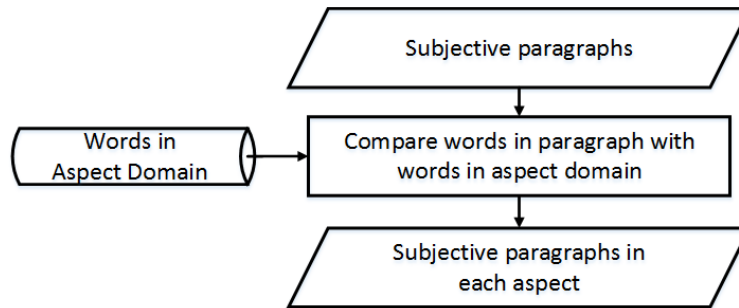 Subjective paragraphs
Words in
Aspect Domain
Compare words in paragraph with
words in aspect domain
Subjective paragraphs in
each aspect